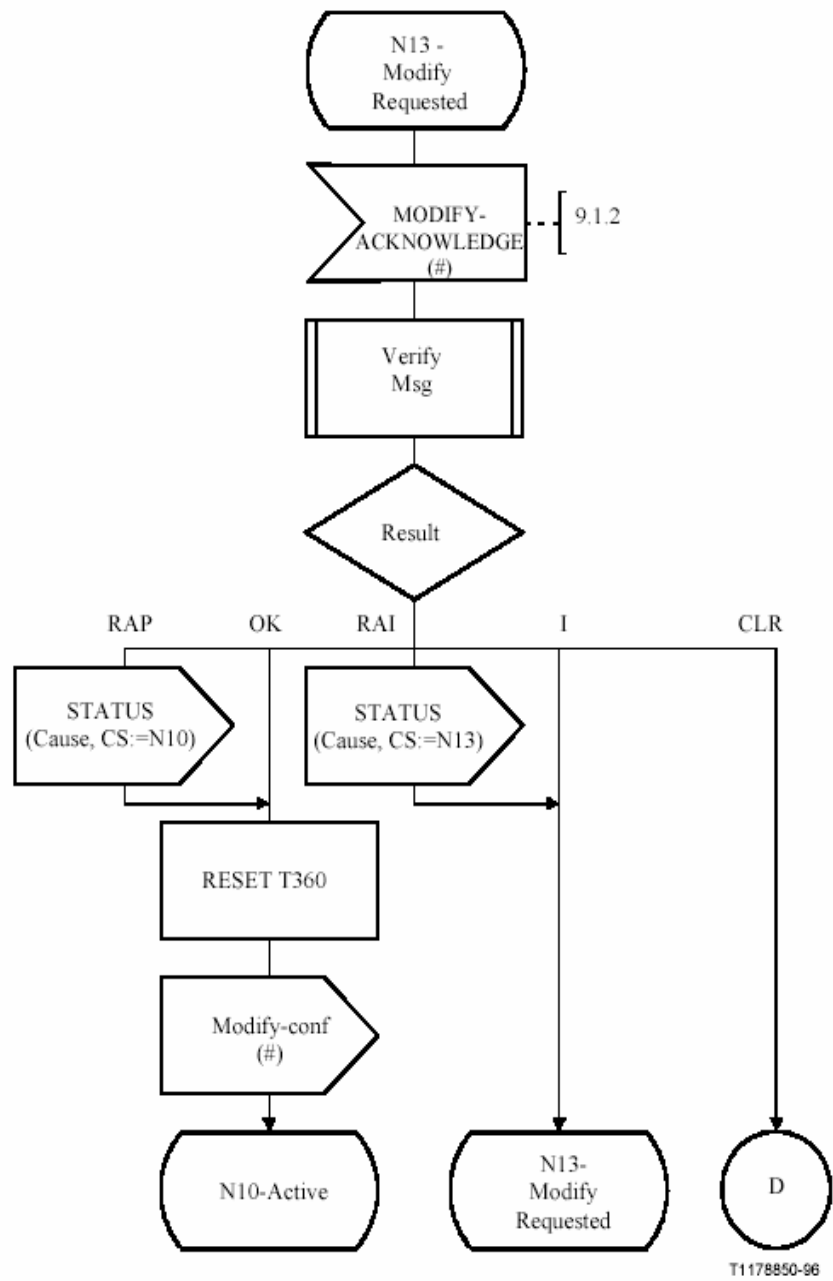 N13 -
Modify
Requested
MODIFY-
ACKNOWLEDGE
(#)
9.1.2
Verify
Msg
Result
RAP
OK
RAI
I
CLR
STATUS
(Cause, CS:=N10)
STATUS
(Cause, CS:=N13)
RESET T360
Modify-conf
(#)
N10-Active
N13-
Modify
Requested
D
T1178850-96